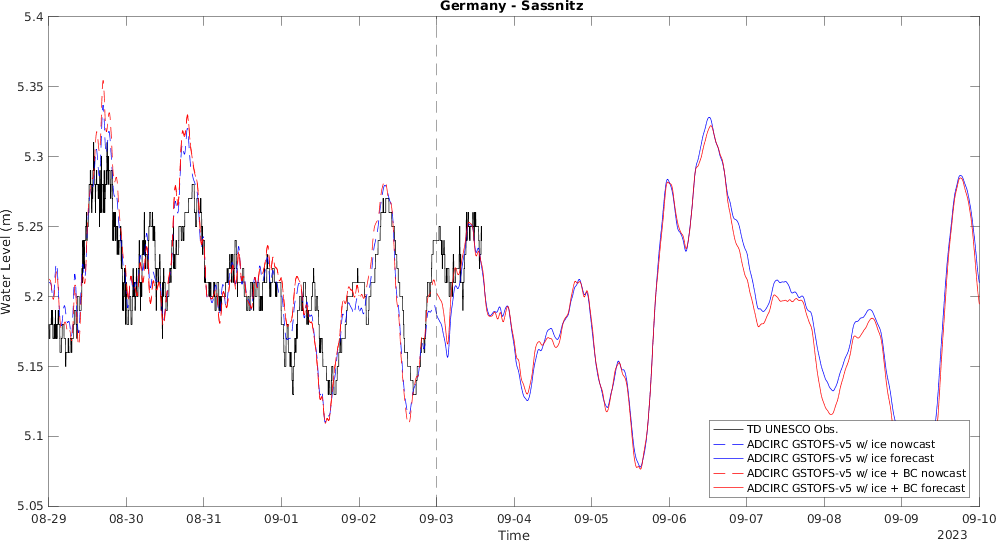 Germany - Sassnitz
Water Level (m)
5.4
5.35
5.3
5.25
5.2
5.15
5.1
5.05
TD UNESCO Obs.
ADCIRC GSTOFS-v5 w/ ice nowcast
ADCIRC GSTOFS-v5 w/ ice forecast
ADCIRC GSTOFS-v5 w/ ice + BC nowcast
ADCIRC GSTOFS-v5 w/ ice + BC forecast
08-29 08-30 08-31 09-01 09-02 09-03 09-04 09-05 09-06 09-07 09-08 09-09 09-10
Time
2023